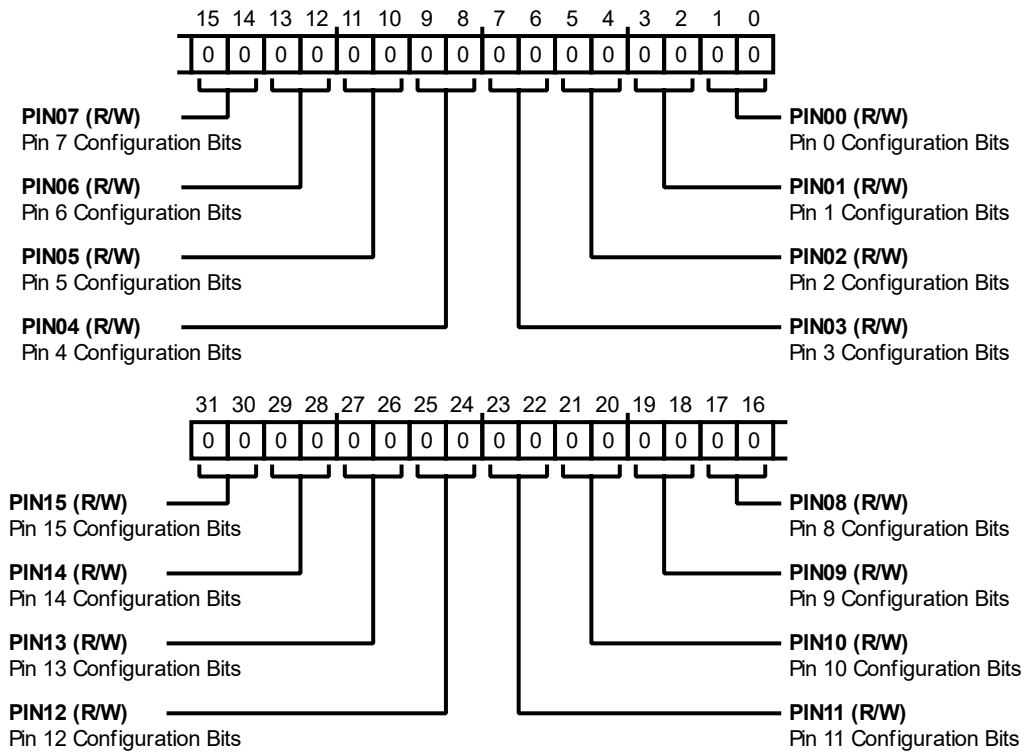 15 14 13 12 11 10 9 8 7 6 5 4 3 2 1 0
0 0 0 0 0 0 0 0 0 0 0 0 0 0 0 0
PIN07 (R/W)
Pin 7 Configuration Bits
PIN00 (R/W)
Pin 0 Configuration Bits
PIN06 (R/W)
Pin 6 Configuration Bits
PIN01 (R/W)
Pin 1 Configuration Bits
PIN05 (R/W)
Pin 5 Configuration Bits
PIN02 (R/W)
Pin 2 Configuration Bits
PIN04 (R/W)
Pin 4 Configuration Bits
PIN03 (R/W)
Pin 3 Configuration Bits
31 30 29 28 27 26 25 24 23 22 21 20 19 18 17 16
0 0 0 0 0 0 0 0 0 0 0 0 0 0 0 0
PIN15 (R/W)
Pin 15 Configuration Bits
PIN08 (R/W)
Pin 8 Configuration Bits
PIN14 (R/W)
Pin 14 Configuration Bits
PIN09 (R/W)
Pin 9 Configuration Bits
PIN13 (R/W)
Pin 13 Configuration Bits
PIN10 (R/W)
Pin 10 Configuration Bits
PIN12 (R/W)
Pin 12 Configuration Bits
PIN11 (R/W)
Pin 11 Configuration Bits